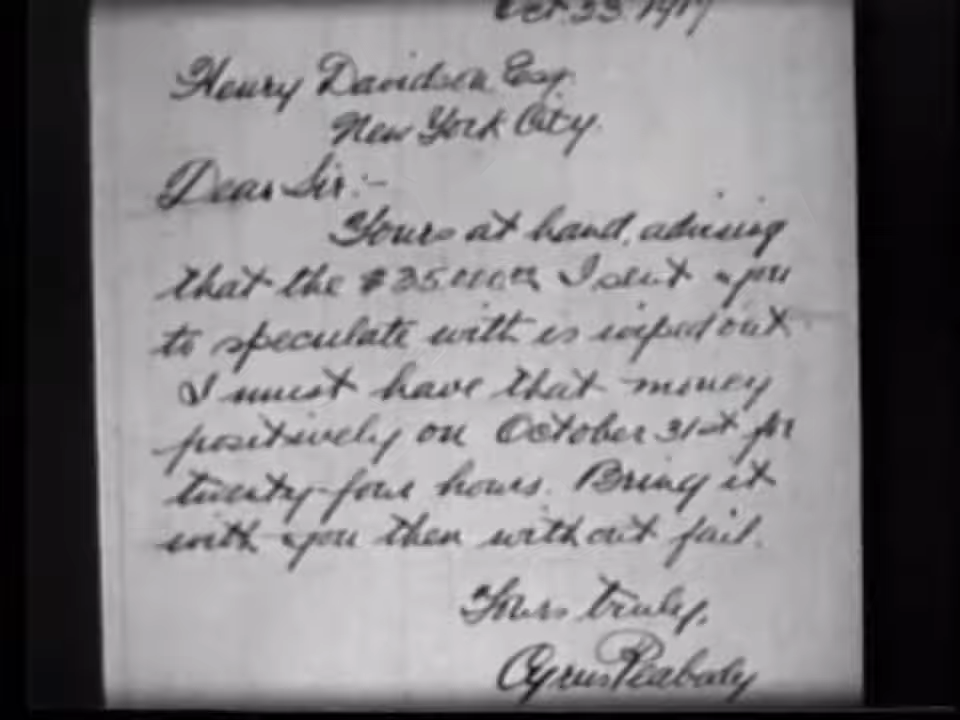 Henry Davidson Esq.
New York City.
Dear Sir:-
Yours at hand, advising
that the $35,000.00 I sent you
to speculate with is wiped out
I must have that money
positively on October 31st for
twenty-four hours. Bring it
with you then without fail.
Yours truly,
Cyrus Peabody